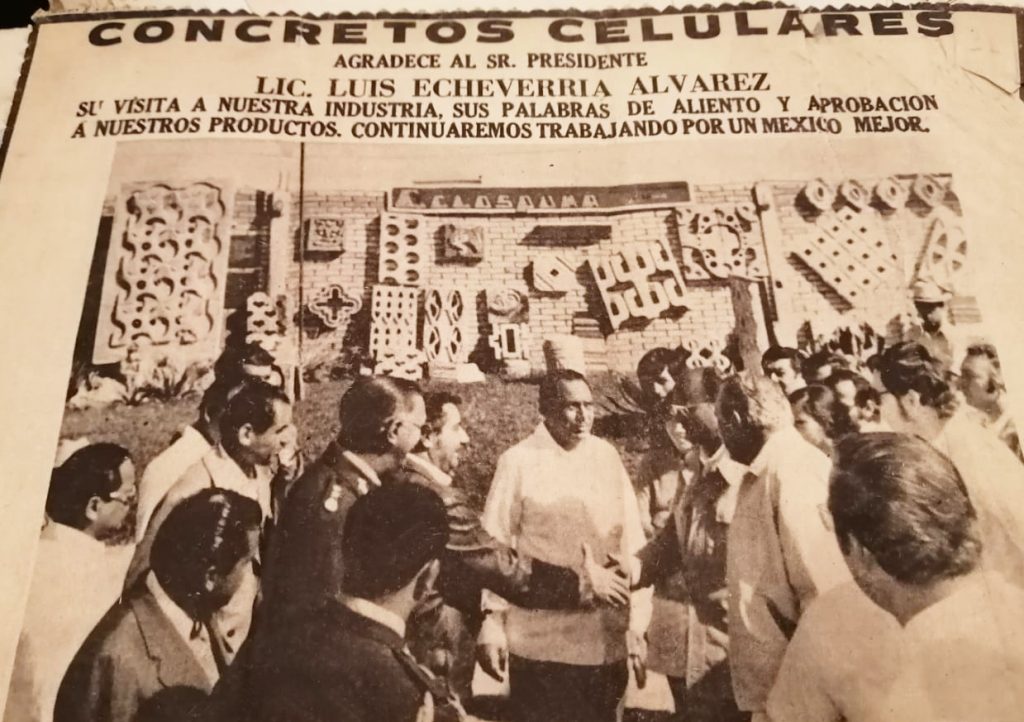 CONCRETOS CELULARES
AGRADECE AL SR. PRESIDENTE
LIC. LUIS ECHEVERRIA ALVAREZ
SU VISITA A NUESTRA INDUSTRIA, SUS PALABRAS DE ALIENTO Y APROBACION
A NUESTROS PRODUCTOS. CONTINUAREMOS TRABAJANDO POR UN MEXICO MEJOR.